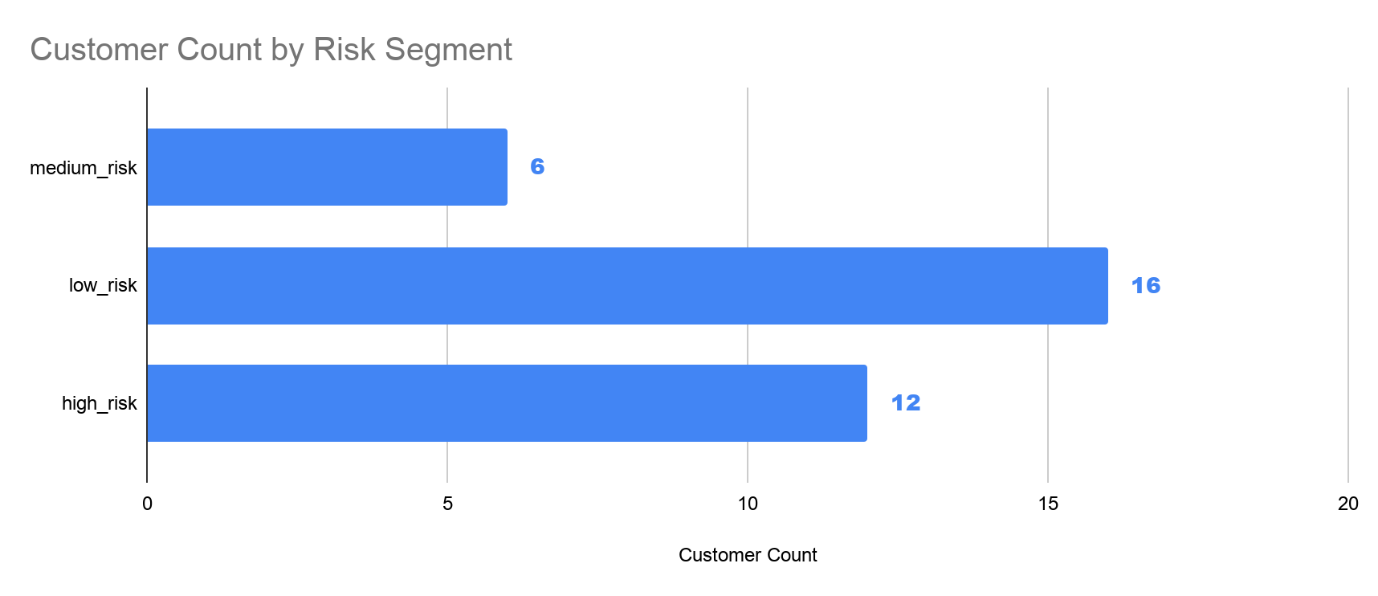 Customer Count by Risk Segment
medium_risk
6
low_risk
16
high_risk
12
0 5 10 15 20
Customer Count